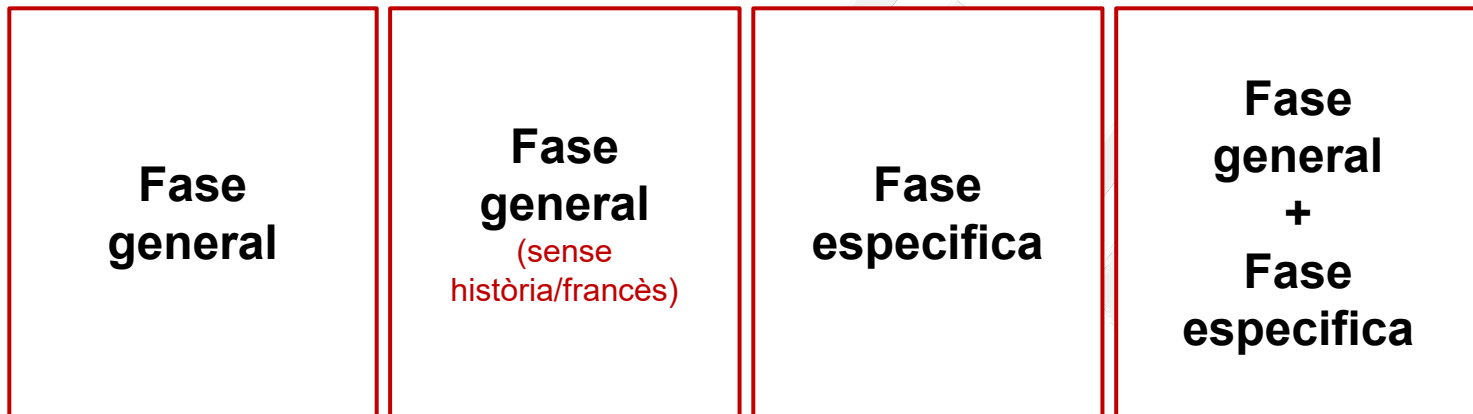 Fase
general
Fase
general
(sense
història/francès)
Fase
especifica
Fase
general
+
Fase
especifica